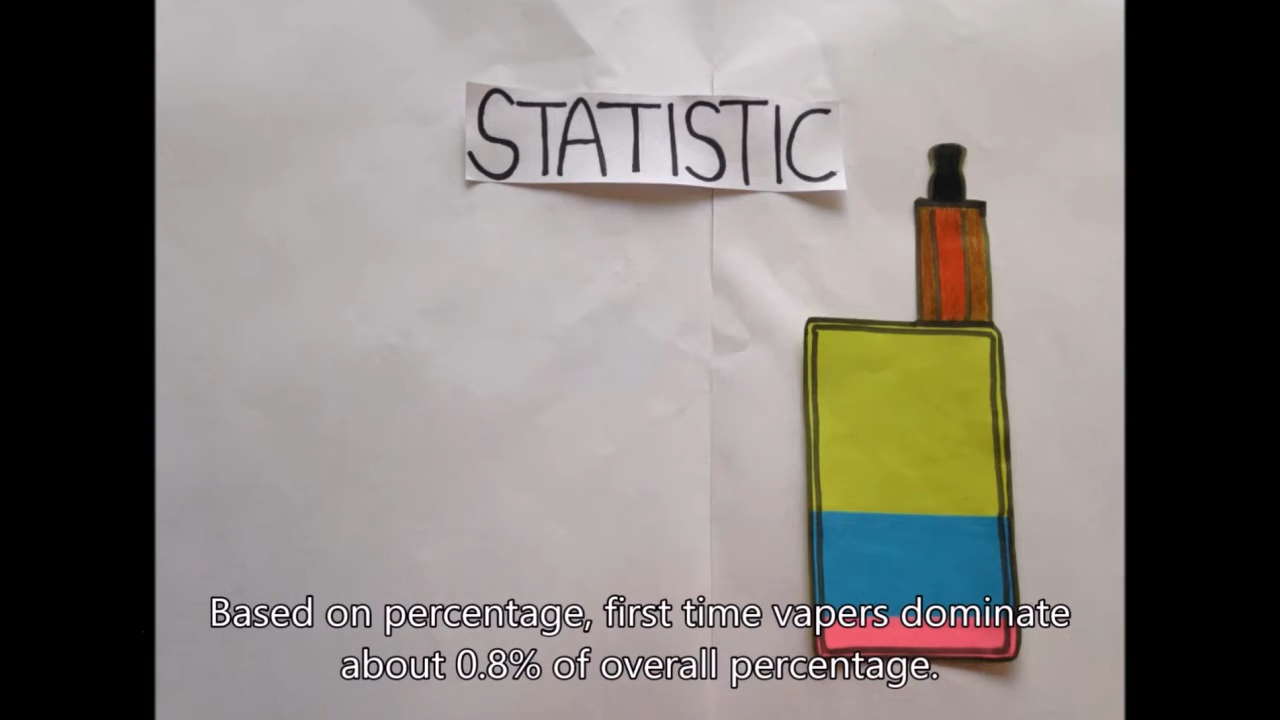 STATISTIC
Based on percentage, first time vapers dominate
about 0.8% of overall percentage.